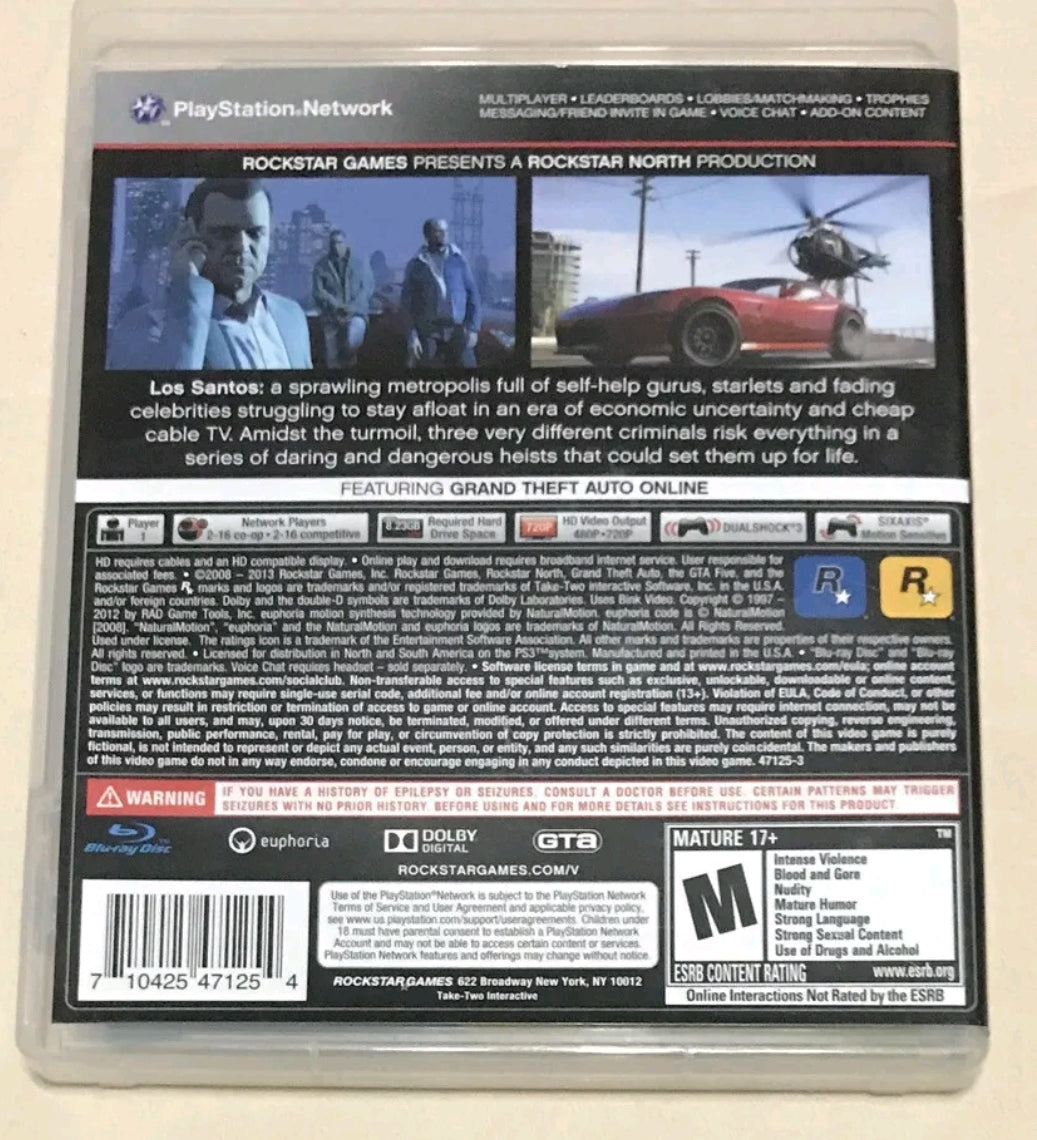 PlayStation®Network
MULTIPLAYER • LEADERBOARDS • LOBBIES/MATCHMAKING • TROPHIES
MESSAGING/FRIEND INVITE IN GAME • VOICE CHAT • ADD-ON CONTENT
ROCKSTAR GAMES PRESENTS A ROCKSTAR NORTH PRODUCTION
Los Santos: a sprawling metropolis full of self-help gurus, starlets and fading
celebrities struggling to stay afloat in an era of economic uncertainty and cheap
cable TV. Amidst the turmoil, three very different criminals risk everything in a
series of daring and dangerous heists that could set them up for life.
FEATURING GRAND THEFT AUTO ONLINE
Player
1
Network Players
2-16 co-op • 2-16 competitive
Required Hard
Drive Space
720P
HD Video Output
480P•720P
DUALSHOCK®3
SIXAXIS®
Motion Sensitive
HD requires cables and an HD compatible display. • Online play and download requires broadband internet service. User responsible for
associated fees. • ©2008 – 2013 Rockstar Games, Inc. Rockstar Games, Rockstar North, Grand Theft Auto, the GTA Five, and the
Rockstar Games R★ marks and logos are trademarks and/or registered trademarks of Take-Two Interactive Software, Inc. in the U.S.A.
and/or foreign countries. Dolby and the double-D symbols are trademarks of Dolby Laboratories. Uses Bink Video. Copyright © 1997 –
2012 by RAD Game Tools, Inc. euphoria motion synthesis technology provided by NaturalMotion. euphoria code is © NaturalMotion
[2008]. "NaturalMotion", "euphoria" and the NaturalMotion and euphoria logos are trademarks of NaturalMotion. All Rights Reserved.
Used under license. The ratings icon is a trademark of the Entertainment Software Association. All other marks and trademarks are properties of their respective owners.
All rights reserved. • Licensed for distribution in North and South America on the PS3™ system. Manufactured and printed in the U.S.A. • "Blu-ray Disc" and "Blu-ray
Disc" logo are trademarks. Voice Chat requires headset – sold separately. • Software license terms in game and at www.rockstargames.com/eula; online account
terms at www.rockstargames.com/socialclub. Non-transferable access to special features such as exclusive, unlockable, downloadable or online content,
services, or functions may require single-use serial code, additional fee and/or online account registration (13+). Violation of EULA, Code of Conduct, or other
policies may result in restriction or termination of access to game or online account. Access to special features may require internet connection, may not be
available to all users, and may, upon 30 days notice, be terminated, modified, or offered under different terms. Unauthorized copying, reverse engineering,
transmission, public performance, rental, pay for play, or circumvention of copy protection is strictly prohibited. The content of this video game is purely
fictional, is not intended to represent or depict any actual event, person, or entity, and any such similarities are purely coincidental. The makers and publishers
of this video game do not in any way endorse, condone or encourage engaging in any conduct depicted in this video game. 47125-3
R
R
WARNING
IF YOU HAVE A HISTORY OF EPILEPSY OR SEIZURES, CONSULT A DOCTOR BEFORE USE. CERTAIN PATTERNS MAY TRIGGER
SEIZURES WITH NO PRIOR HISTORY. BEFORE USING AND FOR MORE DETAILS SEE INSTRUCTIONS FOR THIS PRODUCT.
Blu-ray Disc™
euphoria
DOLBY
DIGITAL
GTA
ROCKSTARGAMES.COM/V
Use of the PlayStation®Network is subject to the PlayStation Network
Terms of Service and User Agreement and applicable privacy policy,
see www.us.playstation.com/support/useragreements. Children under
18 must have parental consent to establish a PlayStation Network
Account and may not be able to access certain content or services.
PlayStation Network features and offerings may change without notice.
ROCKSTAR GAMES 622 Broadway New York, NY 10012
Take-Two Interactive
7 10425 47125 4
MATURE 17+ ™
M
Intense Violence
Blood and Gore
Nudity
Mature Humor
Strong Language
Strong Sexual Content
Use of Drugs and Alcohol
ESRB CONTENT RATING www.esrb.org
Online Interactions Not Rated by the ESRB